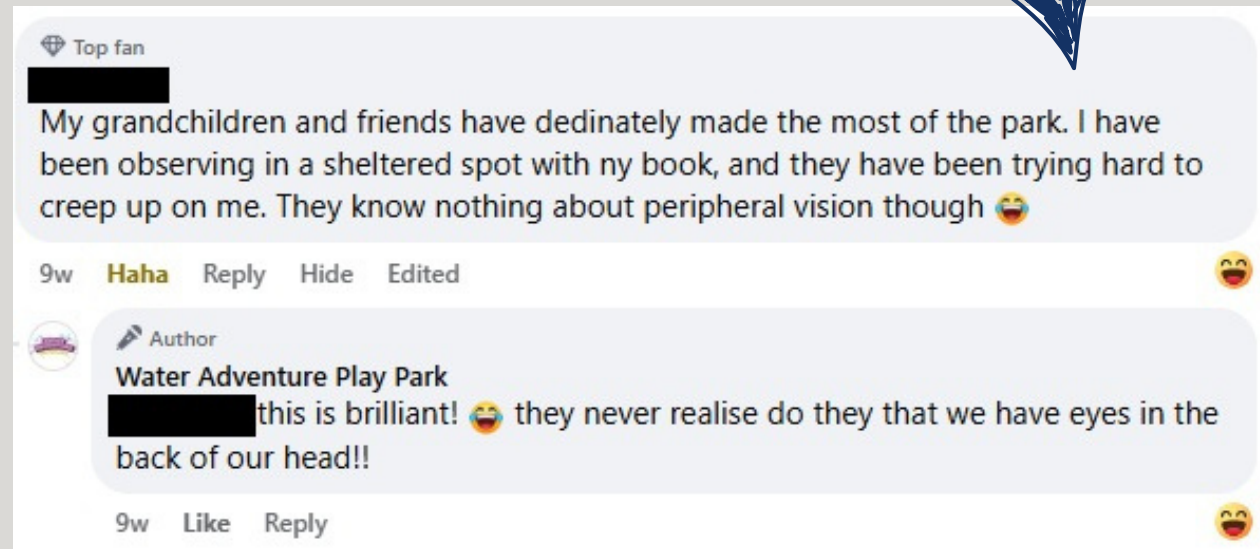 Top fan
My grandchildren and friends have dedinately made the most of the park. I have
been observing in a sheltered spot with ny book, and they have been trying hard to
creep up on me. They know nothing about peripheral vision though 😂
9w Haha Reply Hide Edited
Author
Water Adventure Play Park
this is brilliant! 😂 they never realise do they that we have eyes in the
back of our head!!
9w Like Reply